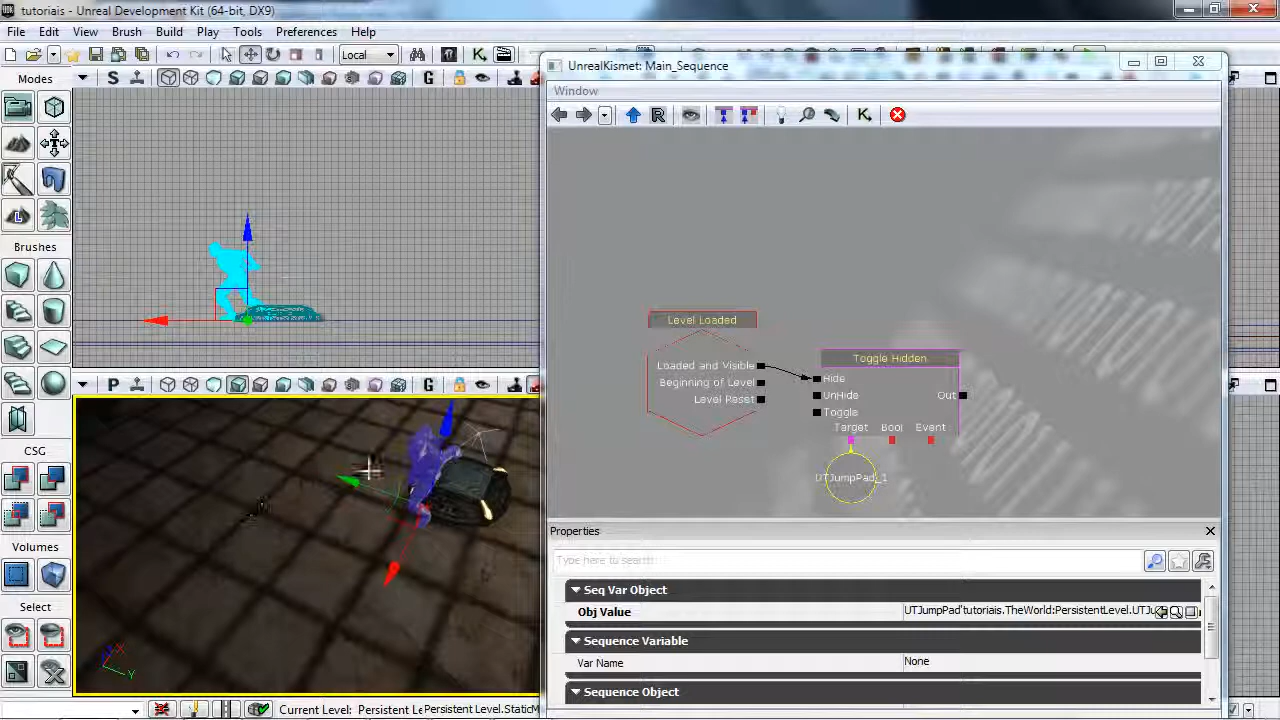 tutoriais - Unreal Development Kit (64-bit, DX9)
File Edit View Brush Build Play Tools Preferences Help
Local
Modes
Brushes
CSG
Volumes
Select
S
G
P
G
X
Y
Current Level: Persistent Le Persistent Level.StaticM
UnrealKismet: Main_Sequence
Window
R
K
Level Loaded
Loaded and Visible
Beginning of Level
Level Reset
Toggle Hidden
Hide
UnHide
Out
Toggle
Target Bool Event
UTJumpPad_1
Properties
Type here to search
Seq Var Object
Obj Value UTJumpPad'tutoriais.TheWorld:PersistentLevel.UTJu
Sequence Variable
Var Name None
Sequence Object